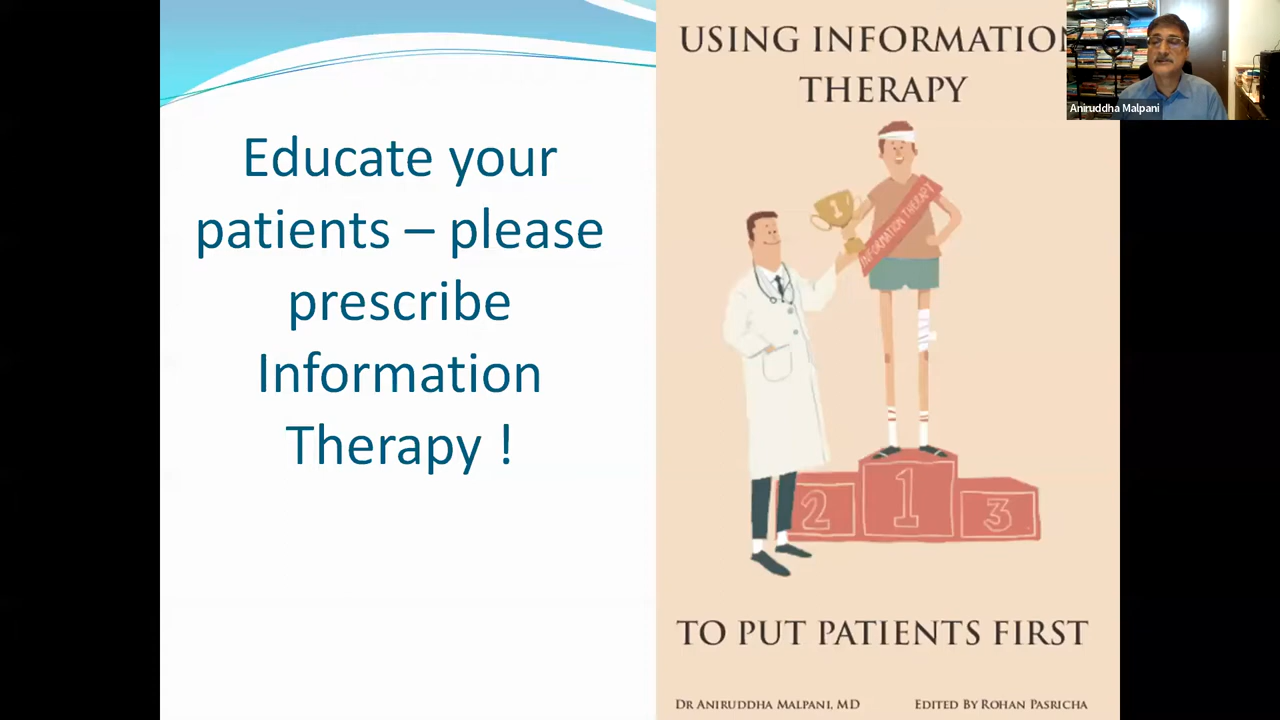 Educate your
patients – please
prescribe
Information
Therapy !
USING INFORMATION
THERAPY
INFORMATION THERAPY
1
2
1
3
TO PUT PATIENTS FIRST
DR ANIRUDDHA MALPANI, MD
EDITED BY ROHAN PASRICHA
Aniruddha Malpani